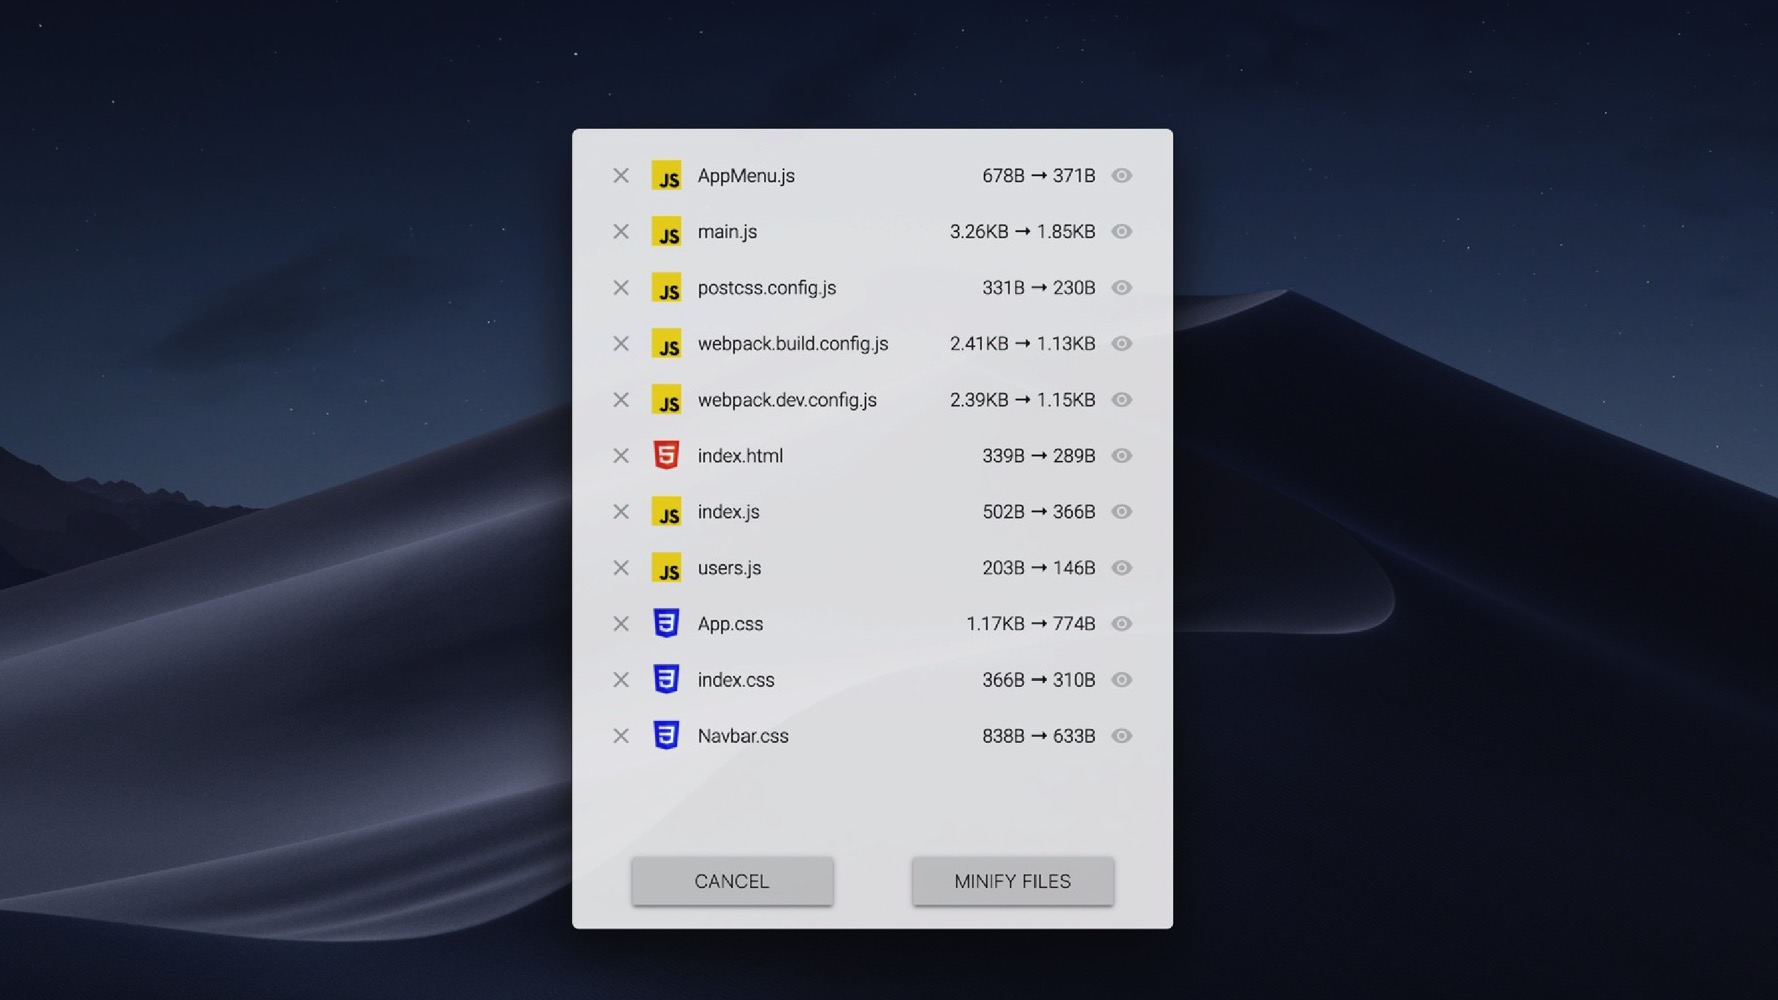 JS AppMenu.js 678B → 371B
JS main.js 3.26KB → 1.85KB
JS postcss.config.js 331B → 230B
JS webpack.build.config.js 2.41KB → 1.13KB
JS webpack.dev.config.js 2.39KB → 1.15KB
5 index.html 339B → 289B
JS index.js 502B → 366B
JS users.js 203B → 146B
3 App.css 1.17KB → 774B
3 index.css 366B → 310B
3 Navbar.css 838B → 633B
CANCEL MINIFY FILES